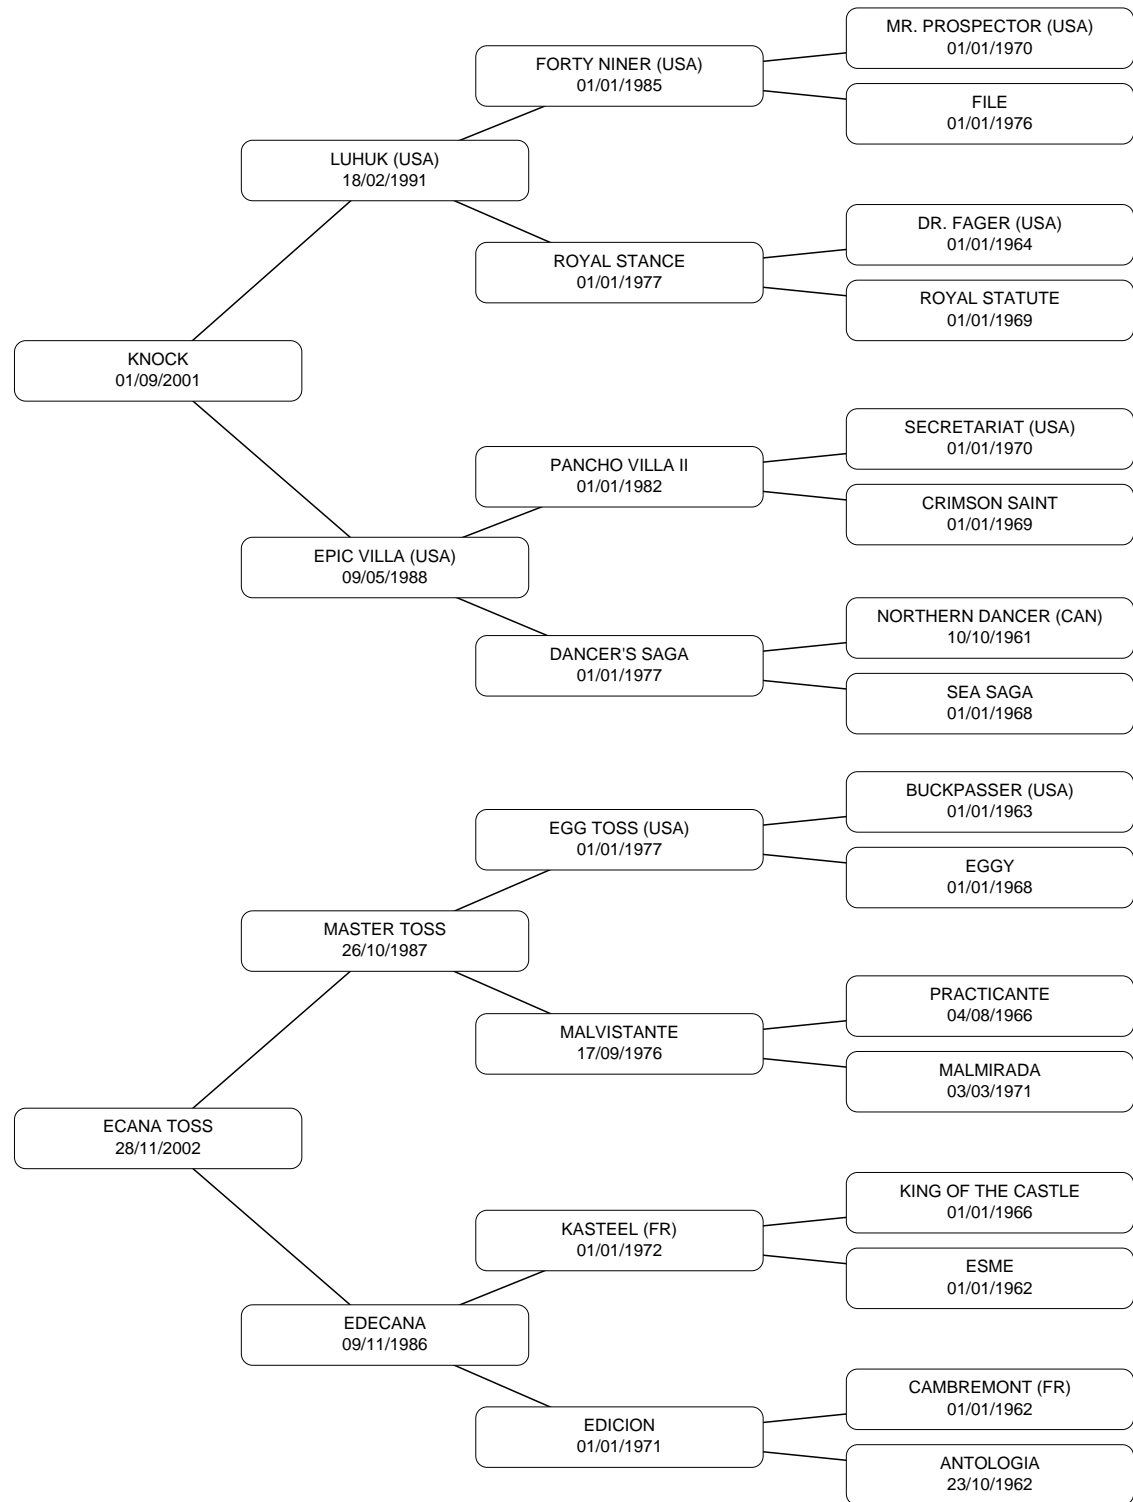 MR. PROSPECTOR (USA)
01/01/1970
FORTY NINER (USA)
01/01/1985
FILE
01/01/1976
LUHUK (USA)
18/02/1991
DR. FAGER (USA)
01/01/1964
ROYAL STANCE
01/01/1977
ROYAL STATUTE
01/01/1969
KNOCK
01/09/2001
SECRETARIAT (USA)
01/01/1970
PANCHO VILLA II
01/01/1982
CRIMSON SAINT
01/01/1969
EPIC VILLA (USA)
09/05/1988
NORTHERN DANCER (CAN)
10/10/1961
DANCER'S SAGA
01/01/1977
SEA SAGA
01/01/1968
BUCKPASSER (USA)
01/01/1963
EGG TOSS (USA)
01/01/1977
EGGY
01/01/1968
MASTER TOSS
26/10/1987
PRACTICANTE
04/08/1966
MALVISTANTE
17/09/1976
MALMIRADA
03/03/1971
ECANA TOSS
28/11/2002
KING OF THE CASTLE
01/01/1966
KASTEEL (FR)
01/01/1972
ESME
01/01/1962
EDECANA
09/11/1986
CAMBREMONT (FR)
01/01/1962
EDICION
01/01/1971
ANTOLOGIA
23/10/1962